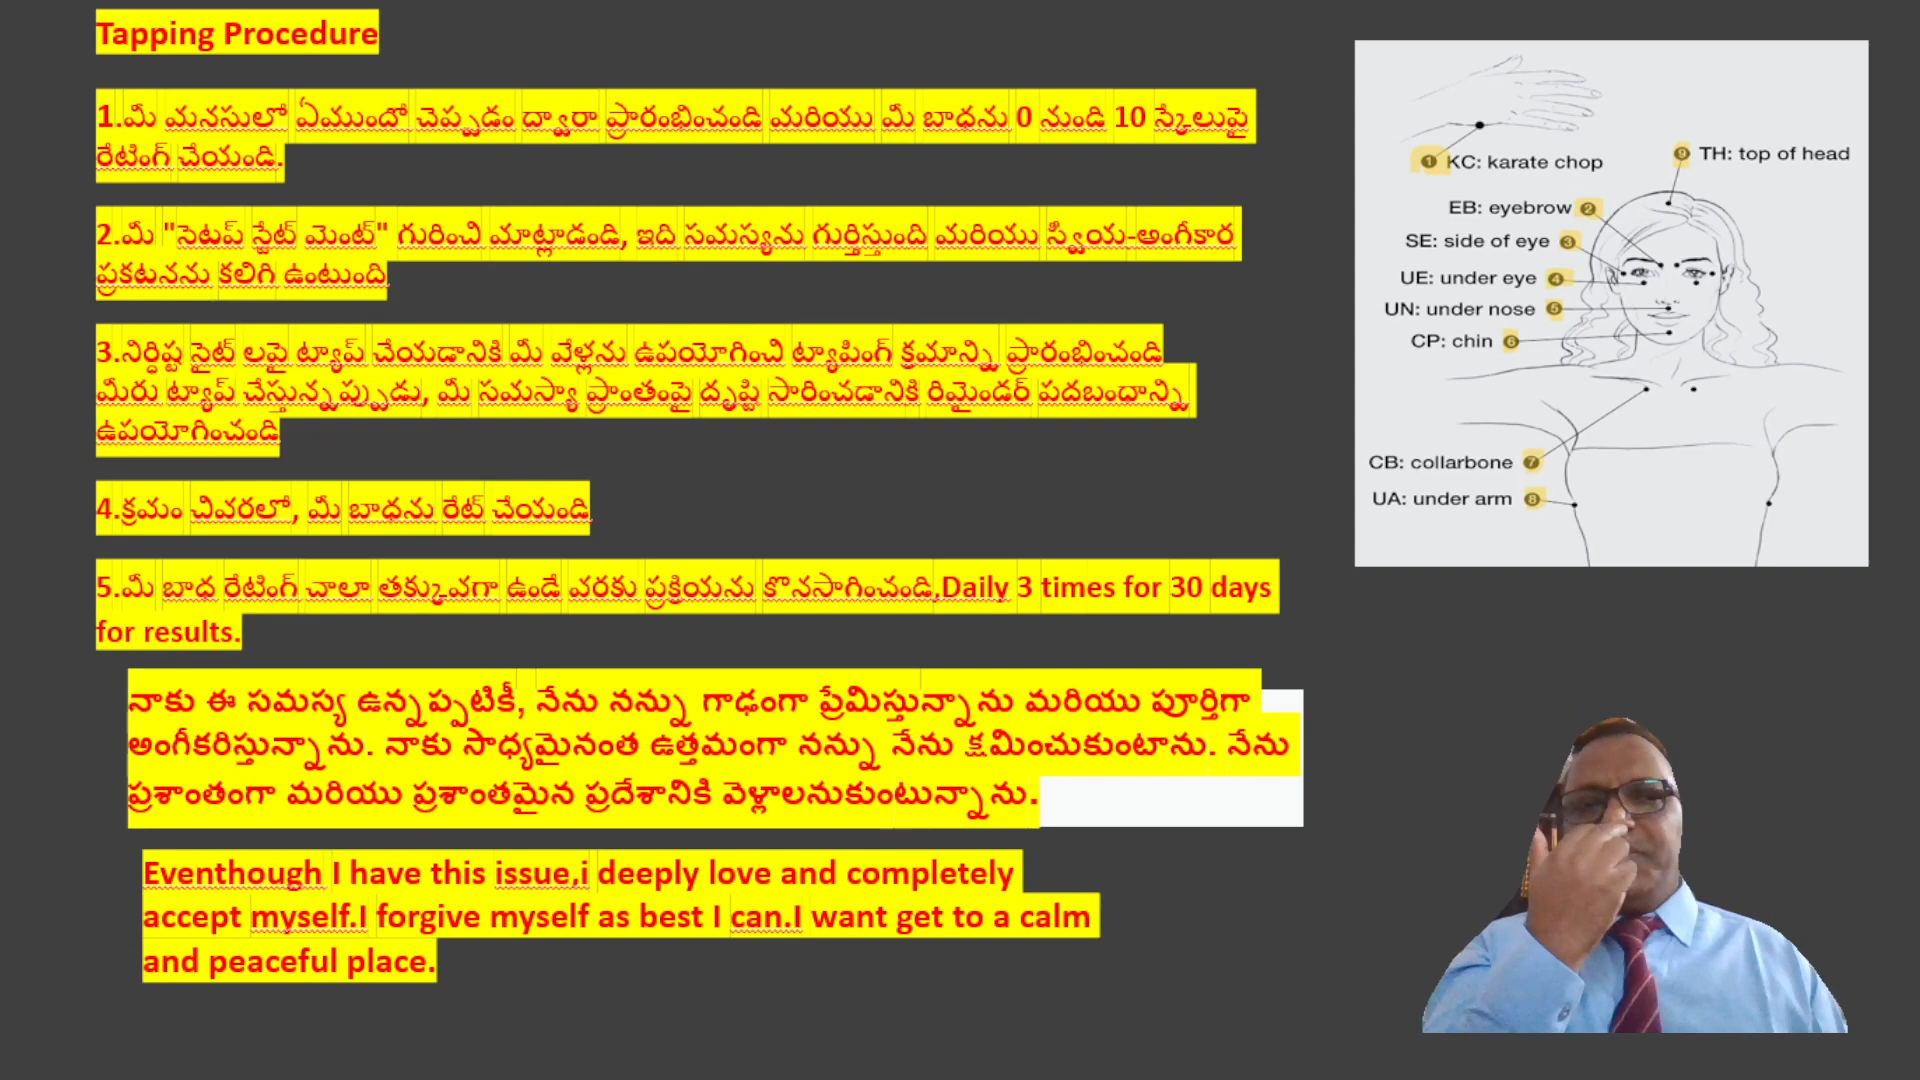 Tapping Procedure
1.మీ మనసులో ఏముందో చెప్పడం ద్వారా ప్రారంభించండి మరియు మీ బాధను 0 నుండి 10 స్కేలుపై
రేటింగ్ చేయండి.
2.మీ "సెటప్ స్టేట్ మెంట్" గురించి మాట్లాడండి, ఇది సమస్యను గుర్తిస్తుంది మరియు స్వీయ-అంగీకార
ప్రకటనను కలిగి ఉంటుంది
3.నిర్ధిష్ట సైట్ లపై ట్యాప్ చేయడానికి మీ వేళ్లను ఉపయోగించి ట్యాపింగ్ క్రమాన్ని ప్రారంభించండి
మీరు ట్యాప్ చేస్తున్నప్పుడు, మీ సమస్యా ప్రాంతంపై దృష్టి సారించడానికి రిమైండర్ పదబంధాన్ని
ఉపయోగించండి
4.క్రమం చివరలో, మీ బాధను రేట్ చేయండి
5.మీ బాధ రేటింగ్ చాలా తక్కువగా ఉండే వరకు ప్రక్రియను కొనసాగించండి,Daily 3 times for 30 days
for results.
నాకు ఈ సమస్య ఉన్నప్పటికీ, నేను నన్ను గాఢంగా ప్రేమిస్తున్నాను మరియు పూర్తిగా
అంగీకరిస్తున్నాను. నాకు సాధ్యమైనంత ఉత్తమంగా నన్ను నేను క్షమించుకుంటాను. నేను
ప్రశాంతంగా మరియు ప్రశాంతమైన ప్రదేశానికి వెళ్లాలనుకుంటున్నాను.
Eventhough I have this issue,i deeply love and completely
accept myself.I forgive myself as best I can.I want get to a calm
and peaceful place.
1 KC: karate chop
9 TH: top of head
EB: eyebrow 2
SE: side of eye 3
UE: under eye 4
UN: under nose 5
CP: chin 6
CB: collarbone 7
UA: under arm 8